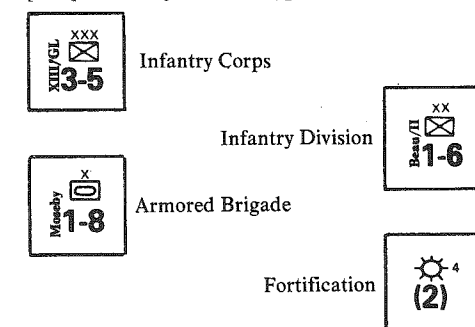 XXX
XIII/GL
3-5
Infantry Corps
XX
Infantry Division
Beau/II
1-6
X
Moseby
1-8
Armored Brigade
4
Fortification
(2)